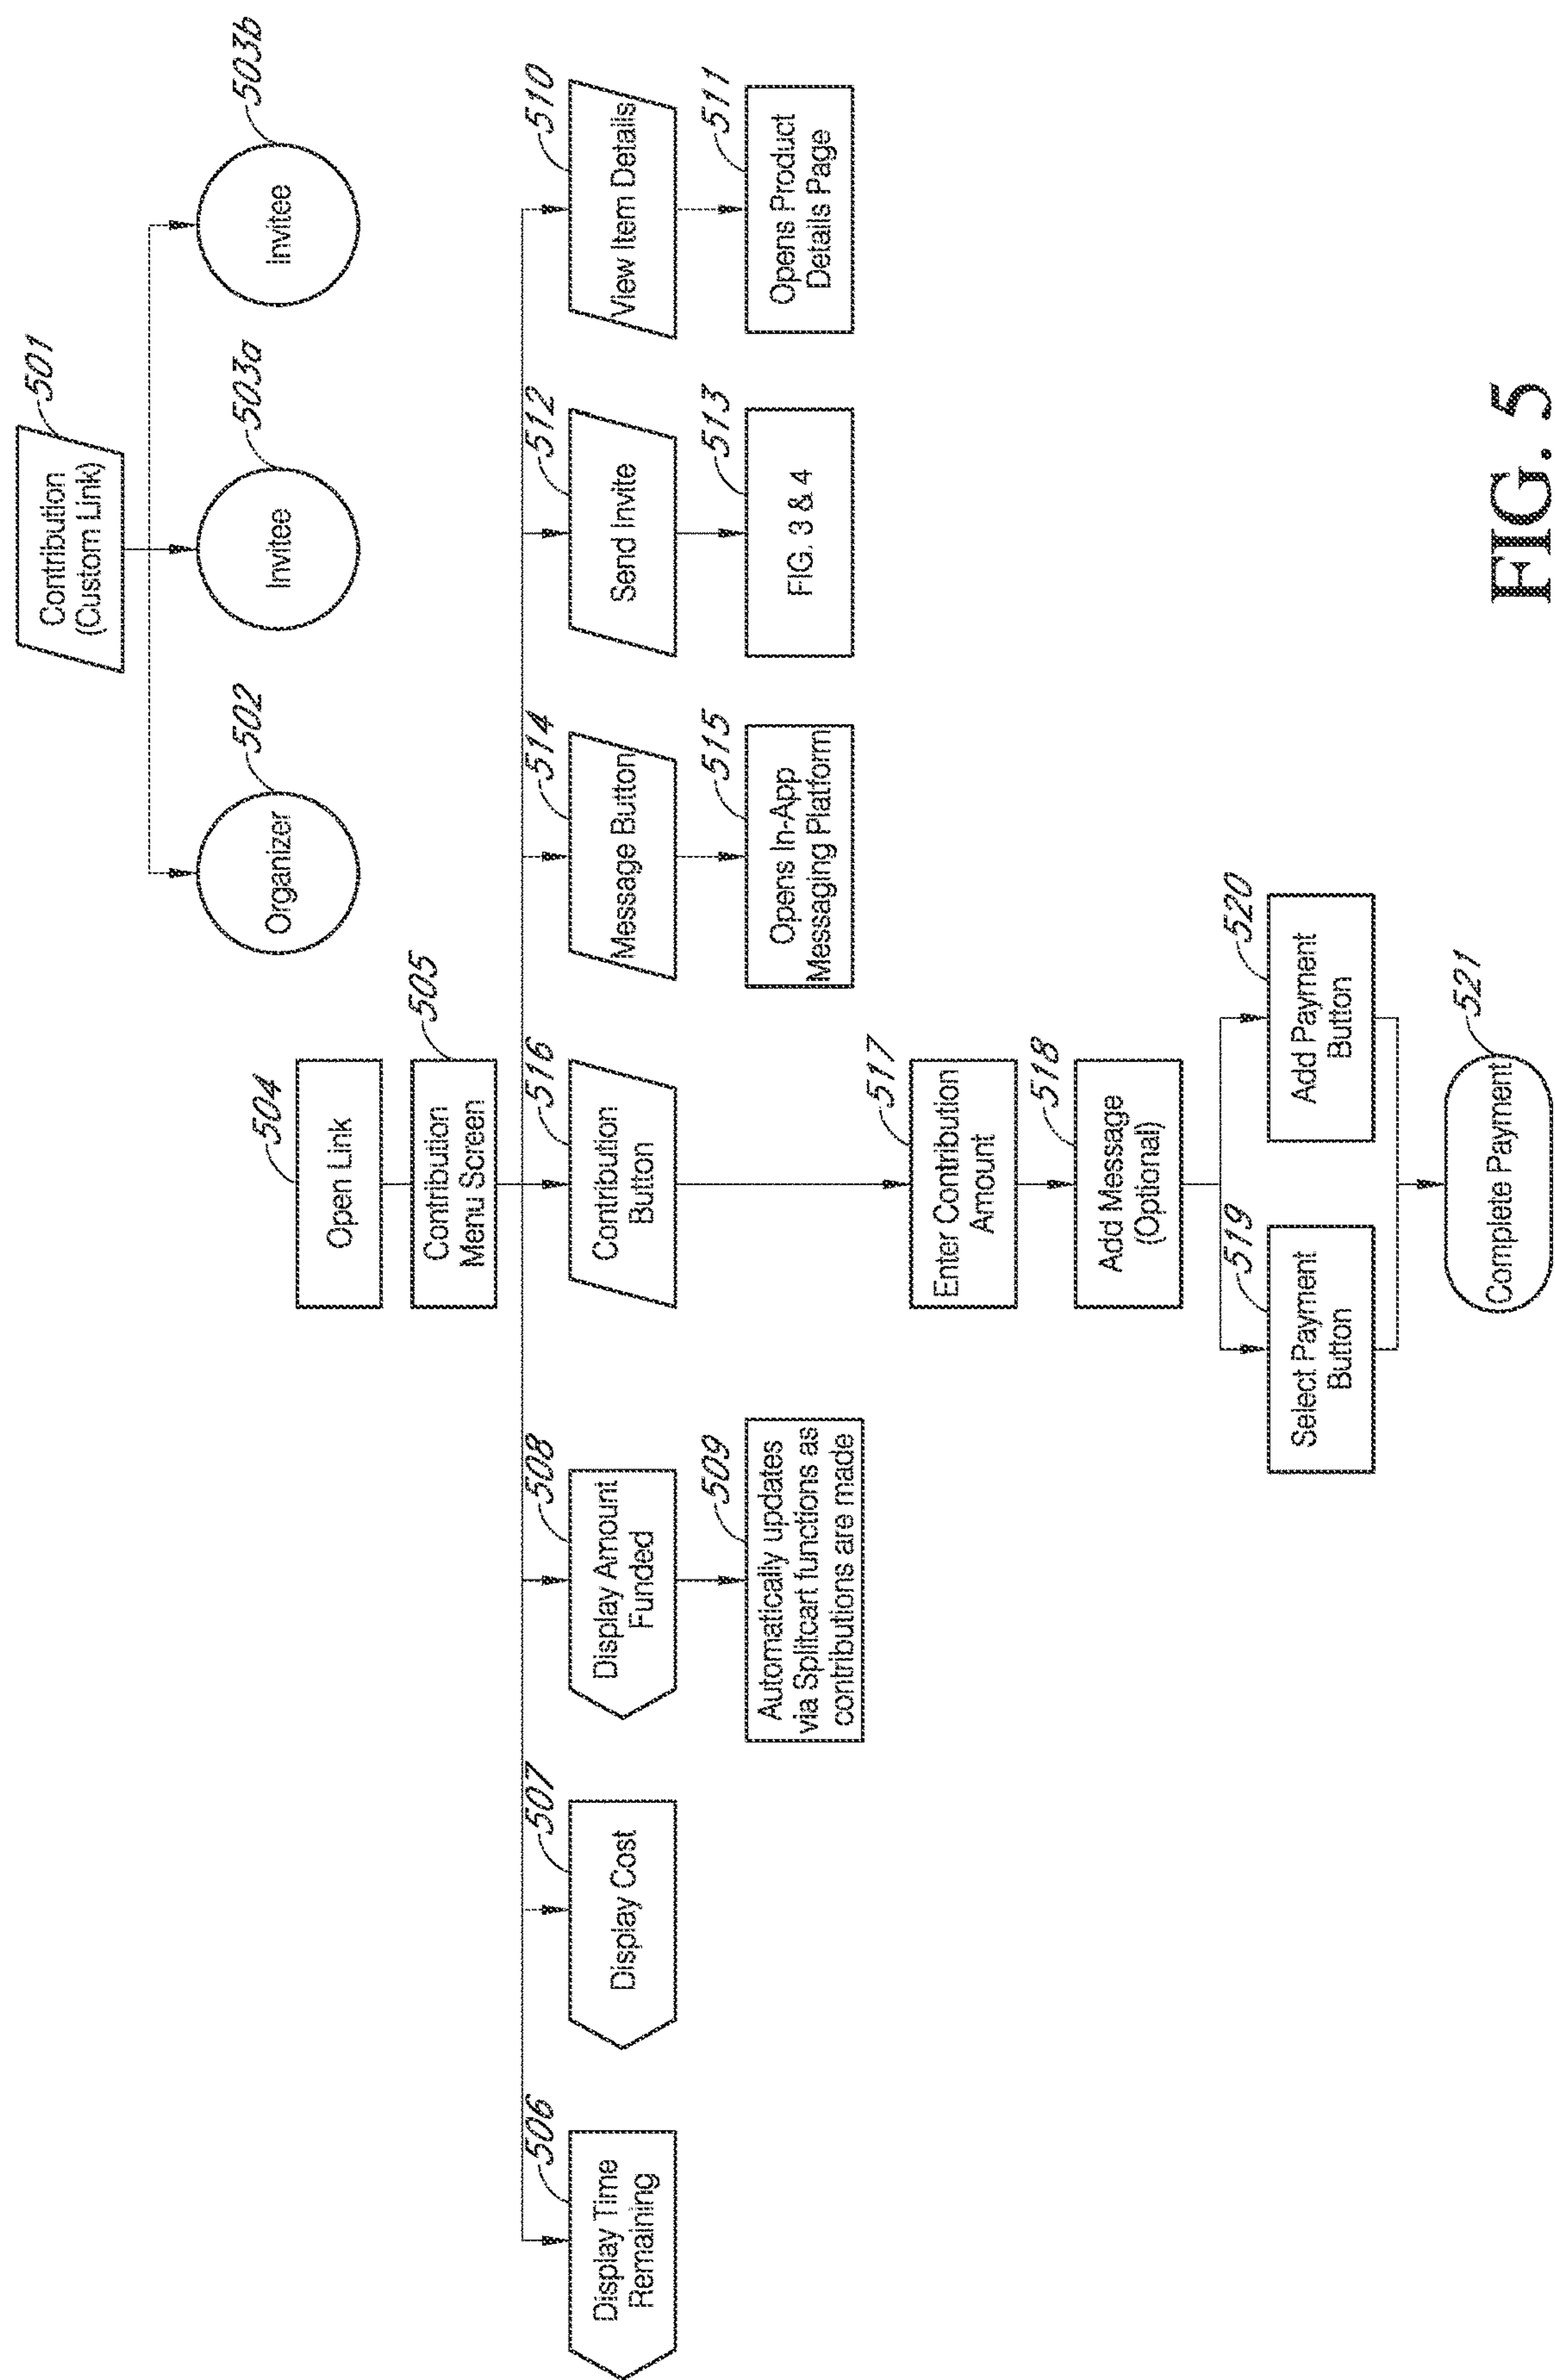 501
Contribution
(Custom Link)
502
Organizer
503a
Invitee
503b
Invitee
504
Open Link
505
Contribution
Menu Screen
506
Display Time
Remaining
507
Display Cost
508
Display Amount
Funded
516
Contribution
Button
514
Message Button
512
Send Invite
510
View Item Details
509
Automatically updates
via Splitcart functions as
contributions are made
515
Opens In-App
Messaging Platform
513
FIG. 3 & 4
511
Opens Product
Details Page
517
Enter Contribution
Amount
518
Add Message
(Optional)
519
Select Payment
Button
520
Add Payment
Button
521
Complete Payment
FIG. 5